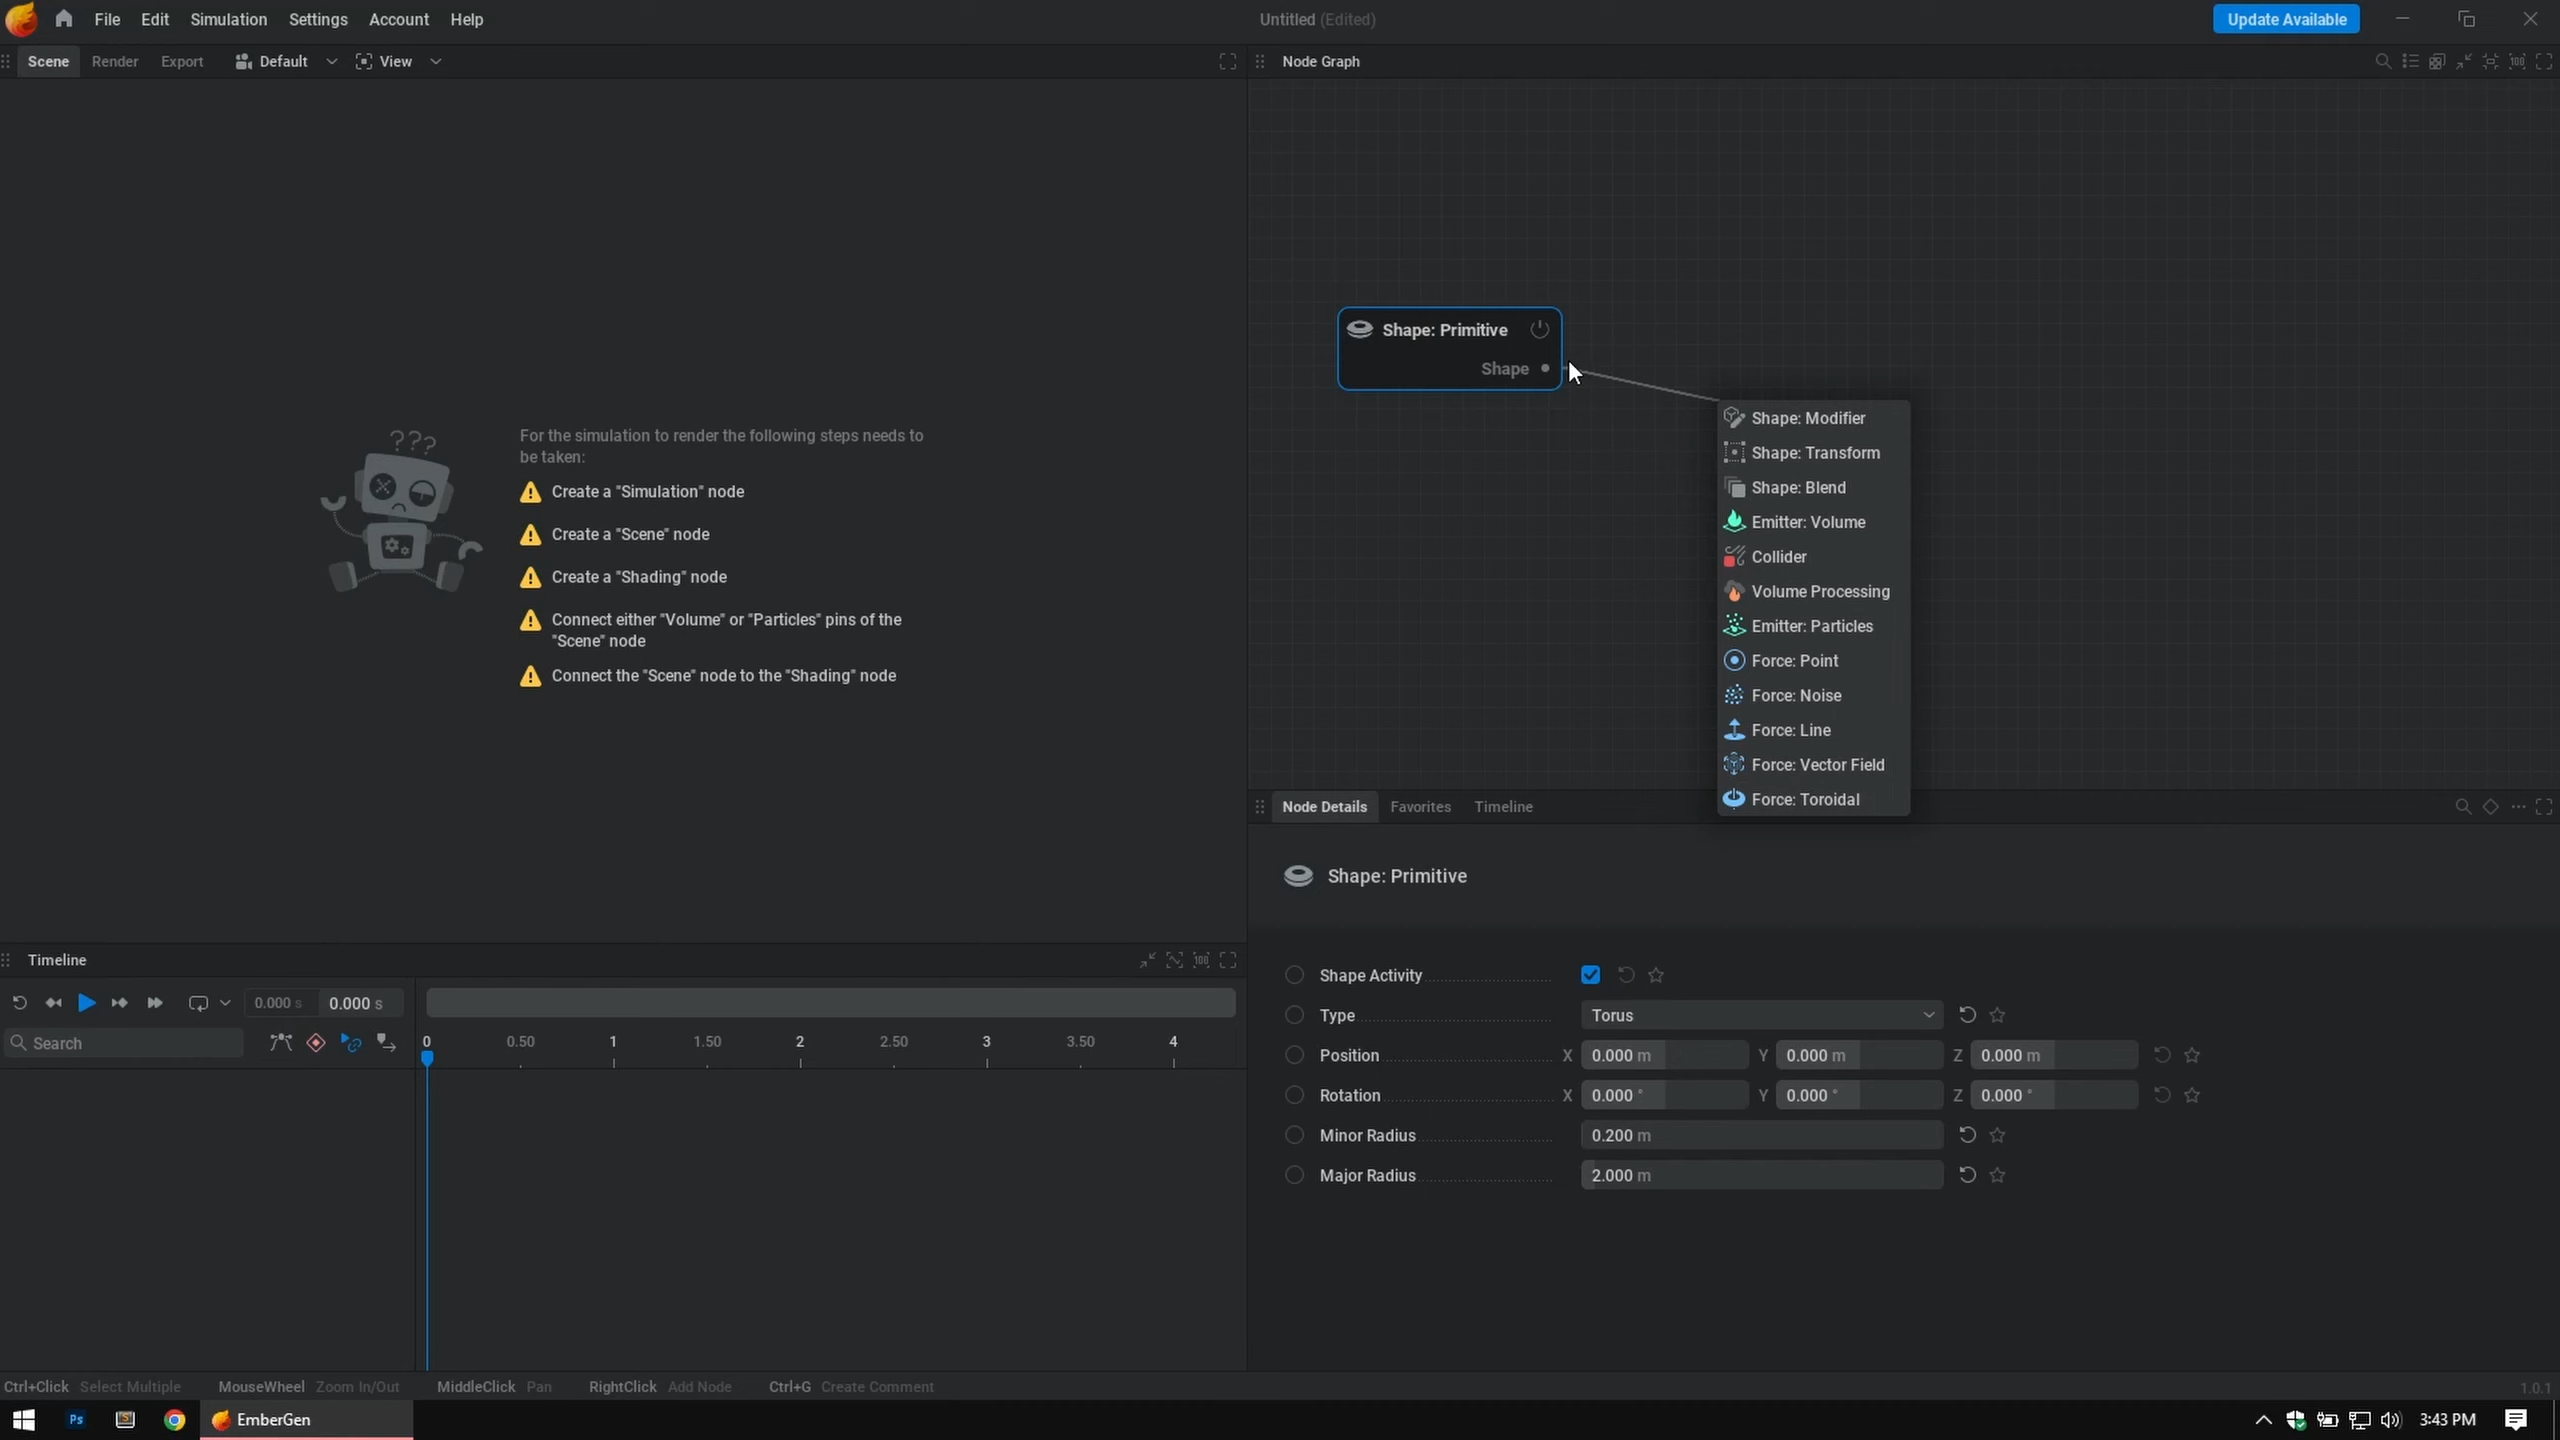 File Edit Simulation Settings Account Help
Untitled (Edited)
Update Available
Scene Render Export Default View
Node Graph
Shape: Primitive
Shape
Shape: Modifier
Shape: Transform
Shape: Blend
Emitter: Volume
Collider
Volume Processing
Emitter: Particles
Force: Point
Force: Noise
Force: Line
Force: Vector Field
Force: Toroidal
???
For the simulation to render the following steps needs to
be taken:
Create a "Simulation" node
Create a "Scene" node
Create a "Shading" node
Connect either "Volume" or "Particles" pins of the
"Scene" node
Connect the "Scene" node to the "Shading" node
Node Details Favorites Timeline
Shape: Primitive
Shape Activity
Type Torus
Position X 0.000 m Y 0.000 m Z 0.000 m
Rotation X 0.000 ° Y 0.000 ° Z 0.000 °
Minor Radius 0.200 m
Major Radius 2.000 m
Timeline
0.000 s 0.000 s
Search
0 0.50 1 1.50 2 2.50 3 3.50 4
Ctrl+Click Select Multiple MouseWheel Zoom In/Out MiddleClick Pan RightClick Add Node Ctrl+G Create Comment
1.0.1
Ps
EmberGen
3:43 PM